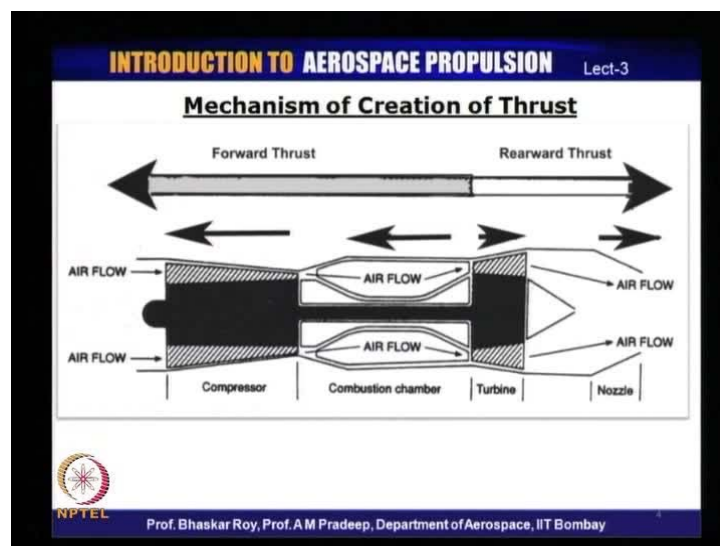 INTRODUCTION TO AEROSPACE PROPULSION Lect-3
Mechanism of Creation of Thrust
Forward Thrust Rearward Thrust
AIR FLOW AIR FLOW AIR FLOW
AIR FLOW AIR FLOW AIR FLOW
Compressor Combustion chamber Turbine Nozzle
NPTEL
4
Prof. Bhaskar Roy, Prof. A M Pradeep, Department of Aerospace, IIT Bombay